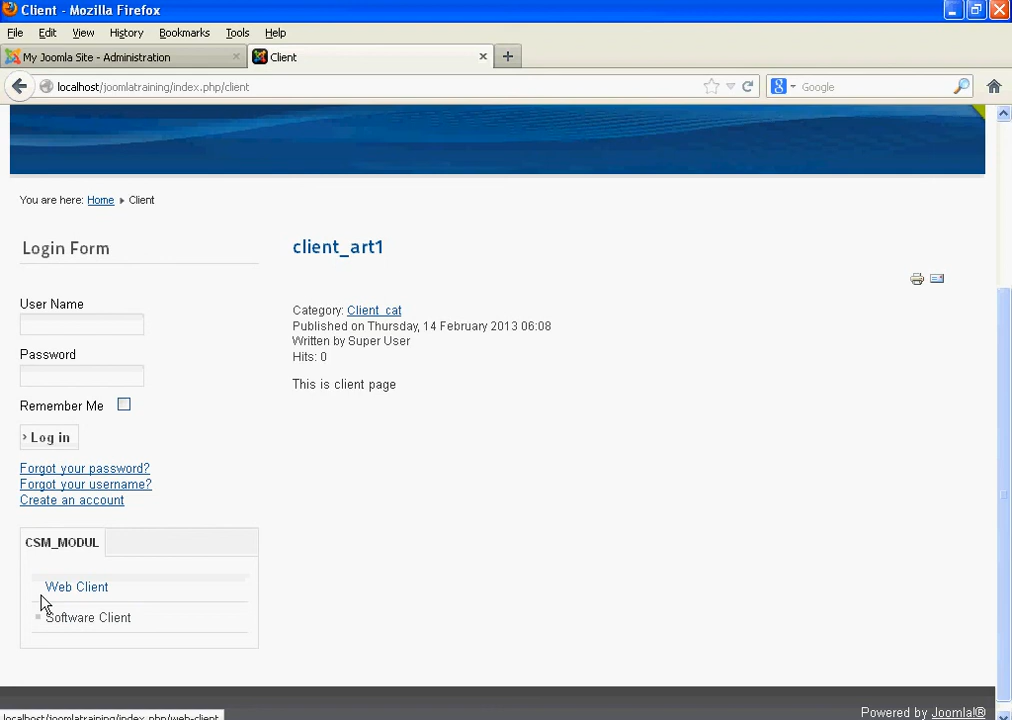 Client - Mozilla Firefox
File Edit View History Bookmarks Tools Help
My Joomla Site - Administration
Client
localhost/joomlatraining/index.php/client
Google
You are here: Home Client
Login Form
User Name
Password
Remember Me
Log in
Forgot your password?
Forgot your username?
Create an account
CSM_MODUL
Web Client
Software Client
client_art1
Category: Client_cat
Published on Thursday, 14 February 2013 06:08
Written by Super User
Hits: 0
This is client page
Powered by Joomla!®
localhost/joomlatraining/index.php/web-client